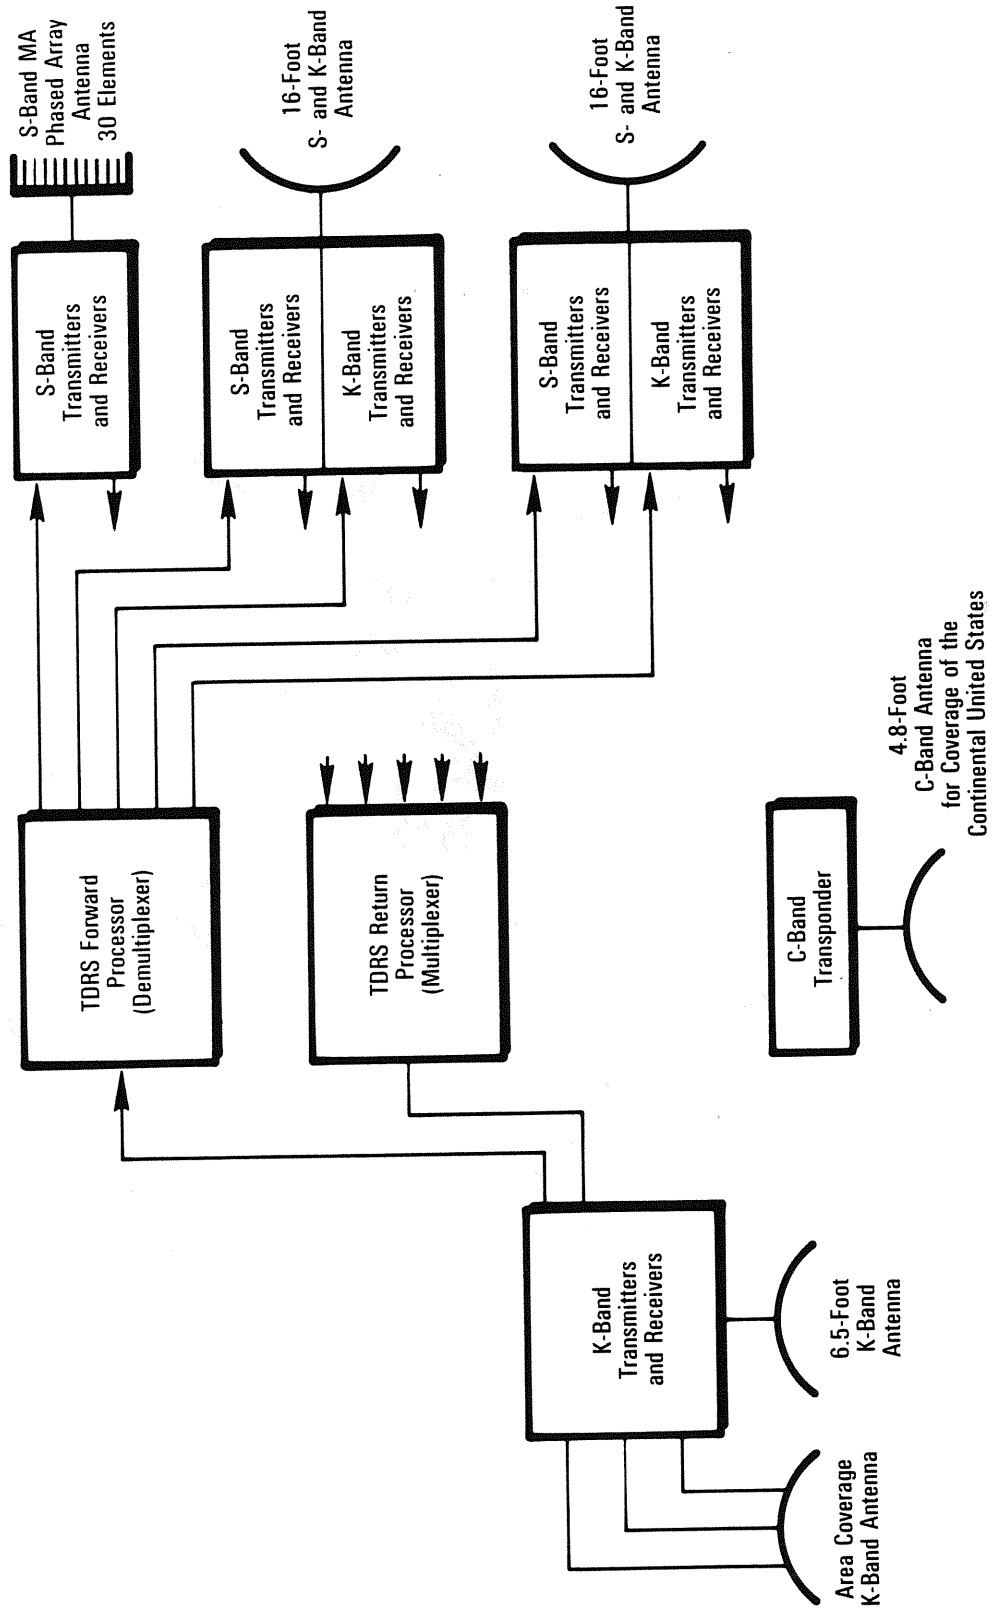 S-Band MA
Phased Array
Antenna
30 Elements
16-Foot
S- and K-Band
Antenna
16-Foot
S- and K-Band
Antenna
S-Band
Transmitters
and Receivers
S-Band
Transmitters
and Receivers
K-Band
Transmitters
and Receivers
S-Band
Transmitters
and Receivers
K-Band
Transmitters
and Receivers
TDRS Forward
Processor
(Demultiplexer)
TDRS Return
Processor
(Multiplexer)
C-Band
Transponder
4.8-Foot
C-Band Antenna
for Coverage of the
Continental United States
K-Band
Transmitters
and Receivers
6.5-Foot
K-Band
Antenna
Area Coverage
K-Band Antenna